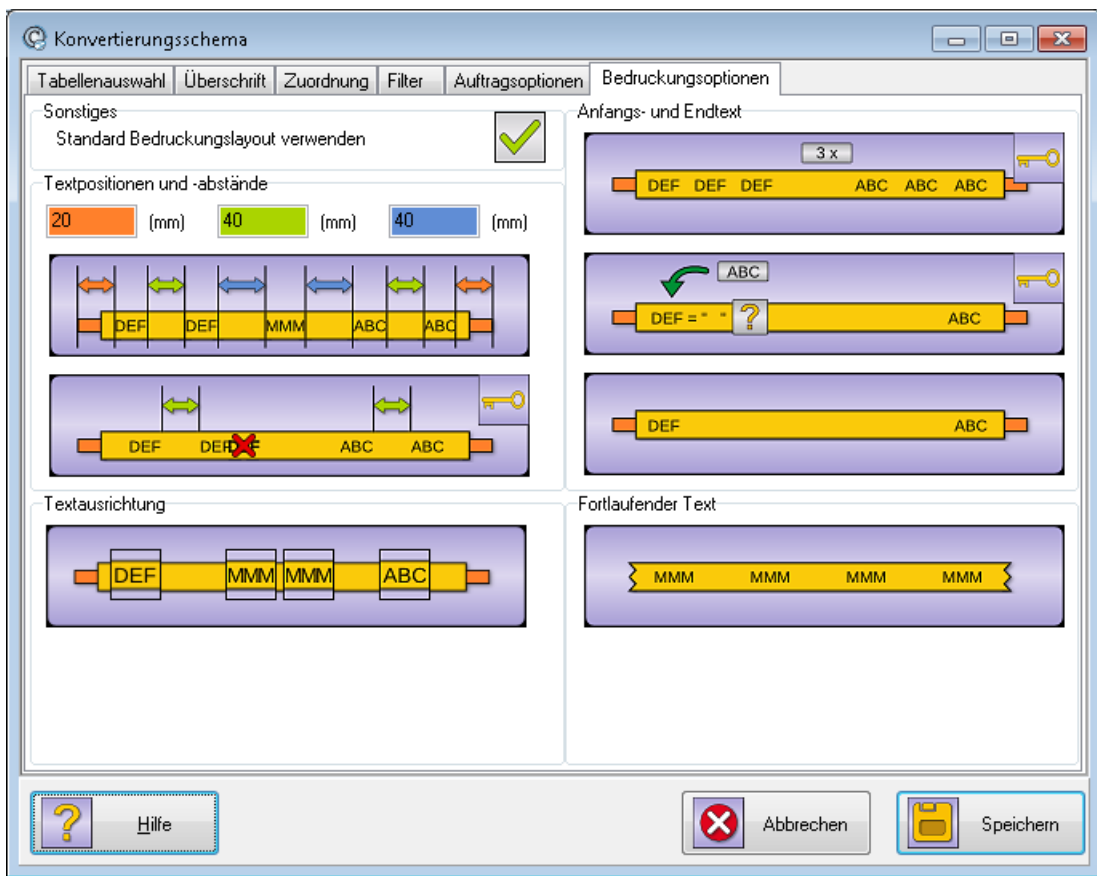 Konvertierungsschema
Tabellenauswahl Überschrift Zuordnung Filter Auftragsoptionen Bedruckungsoptionen
Sonstiges
Standard Bedruckungslayout verwenden
Textpositionen und -abstände
20 (mm) 40 (mm) 40 (mm)
DEF DEF MMM ABC ABC
DEF DEF DEF ABC ABC
Textausrichtung
DEF MMM MMM ABC
Anfangs- und Endtext
3 x
DEF DEF DEF ABC ABC ABC
ABC
DEF = " " ? ABC
DEF ABC
Fortlaufender Text
MMM MMM MMM MMM
? Hilfe Abbrechen Speichern